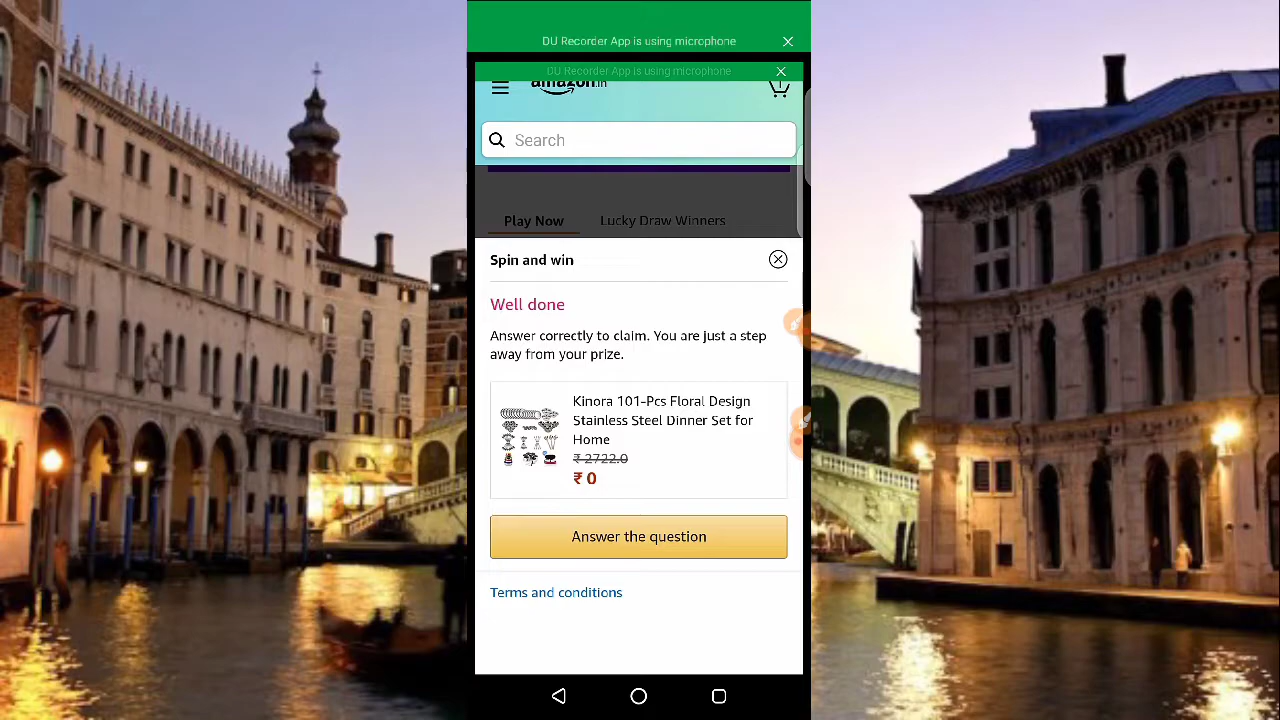 DU Recorder App is using microphone
DU Recorder App is using microphone
amazon.in
1
Search
Play Now
Lucky Draw Winners
Spin and win
Well done
Answer correctly to claim. You are just a step
away from your prize.
Kinora 101-Pcs Floral Design
Stainless Steel Dinner Set for
Home
₹ 2722.0
₹ 0
Answer the question
Terms and conditions